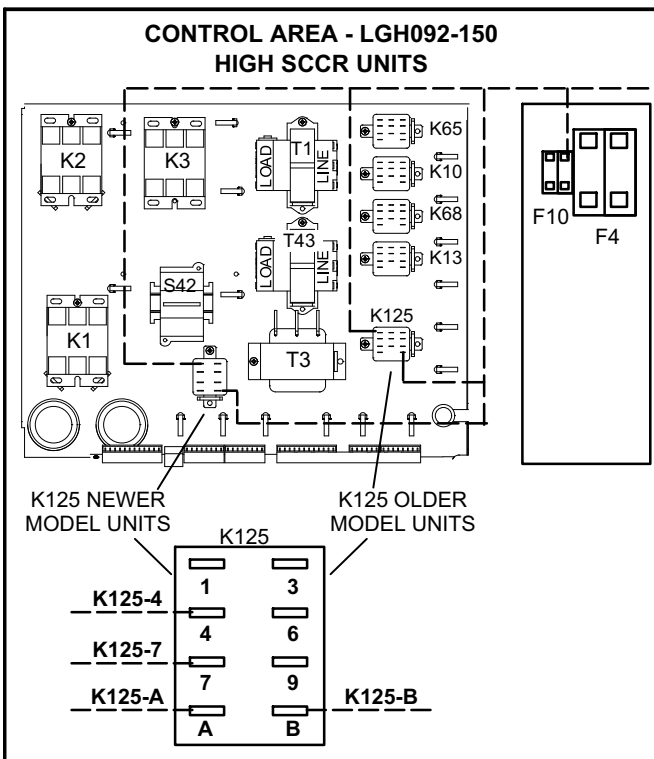 CONTROL AREA - LGH092-150
HIGH SCCR UNITS
K2
K3
LOAD
T1
LINE
K65
K10
K68
K13
F10
F4
LOAD
T43
LINE
S42
K1
T3
K125
K125 NEWER
MODEL UNITS
K125 OLDER
MODEL UNITS
K125
1
3
K125-4
4
6
K125-7
7
9
K125-A
K125-B
A
B